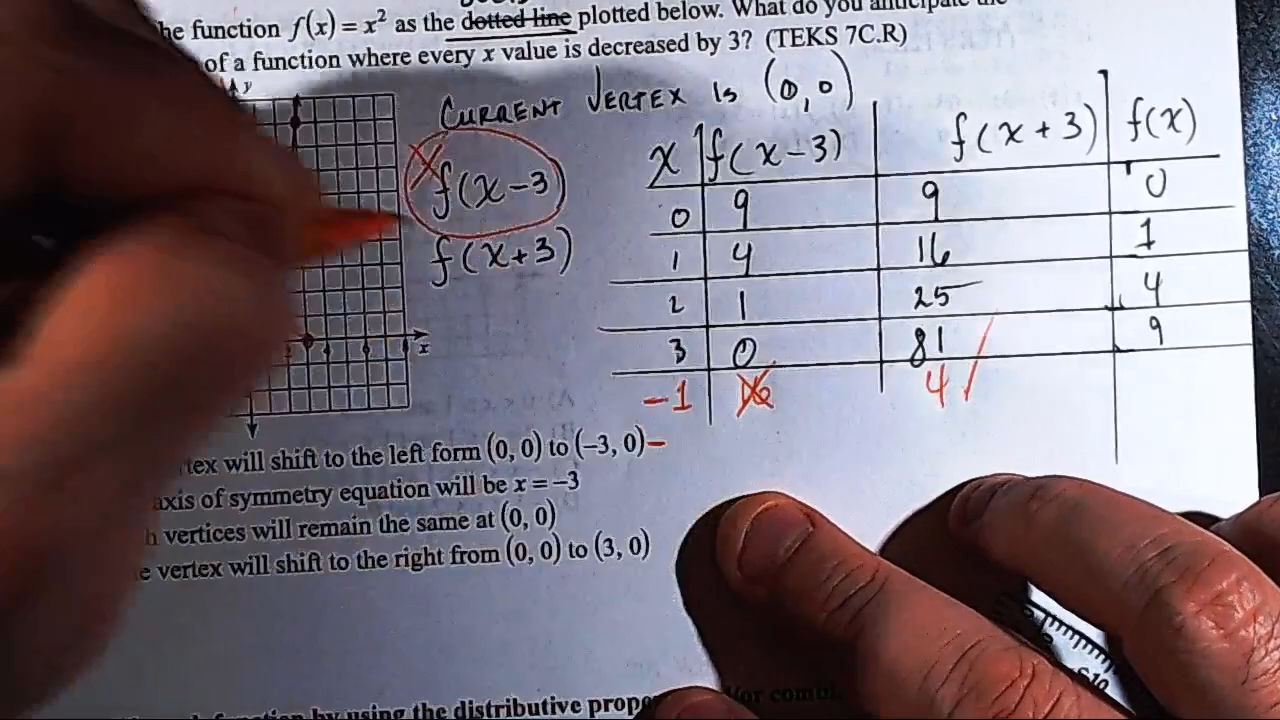 he function f(x) = x² as the dotted line plotted below. What do you anticipate the
of a function where every x value is decreased by 3? (TEKS 7C.R)
y
CURRENT VERTEX IS (0,0)
x f(x-3) f(x+3) f(x)
f(x-3
f(x+3)
0 9 9 0
1 4 16 1
2 1 25 4
3 0 81 9
-1 16 4
x
tex will shift to the left form (0, 0) to (−3, 0)
axis of symmetry equation will be x = −3
h vertices will remain the same at (0, 0)
e vertex will shift to the right from (0, 0) to (3, 0)
by using the distributive